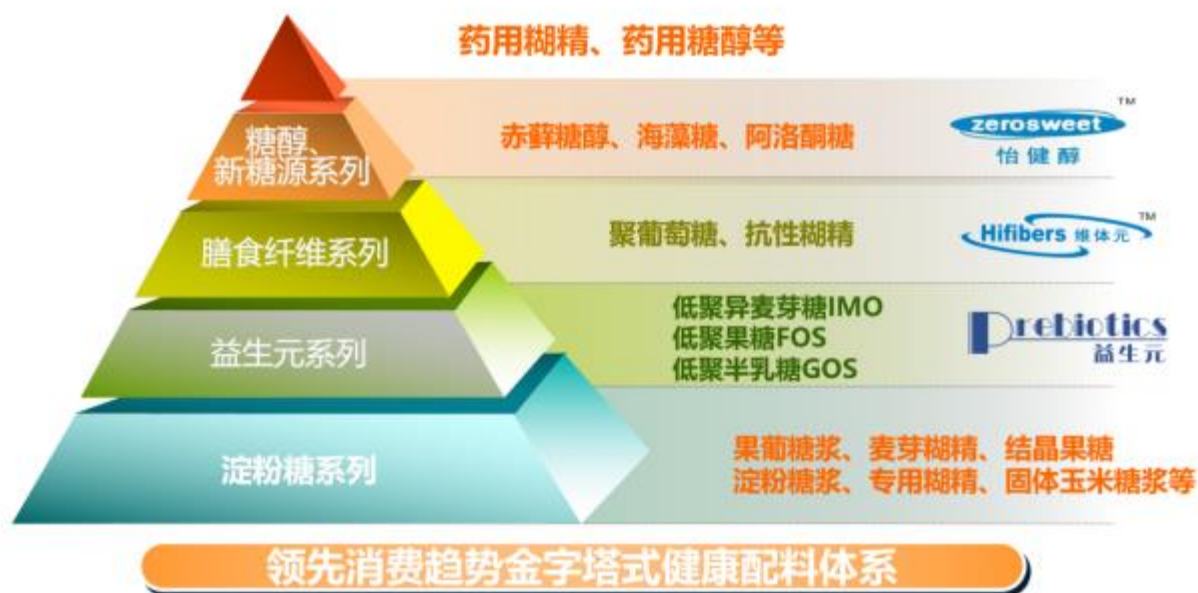 药用糊精、药用糖醇等
糖醇、
新糖源系列
赤藓糖醇、海藻糖、阿洛酮糖
zerosweet TM
怡健醇
膳食纤维系列
聚葡萄糖、抗性糊精
Hifibers 维体元 TM
益生元系列
低聚异麦芽糖IMO
低聚果糖FOS
低聚半乳糖GOS
Prebiotics
益生元
淀粉糖系列
果葡糖浆、麦芽糊精、结晶果糖
淀粉糖浆、专用糊精、固体玉米糖浆等
领先消费趋势金字塔式健康配料体系